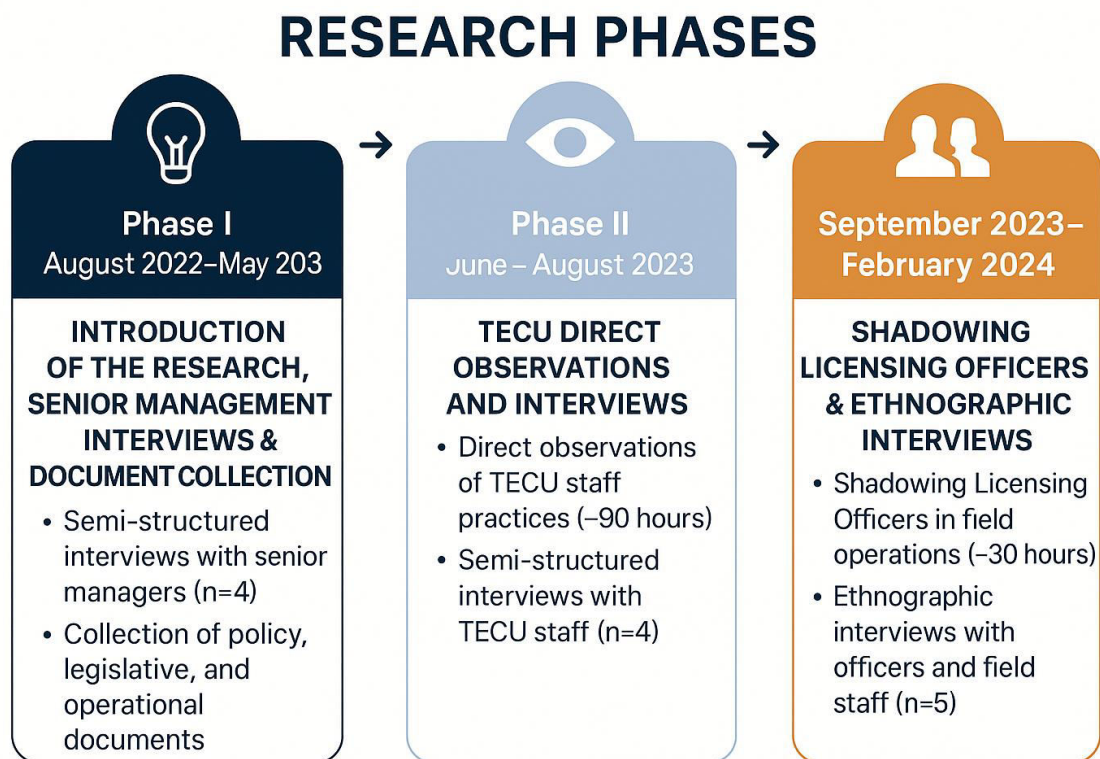 RESEARCH PHASES
Phase I
August 2022–May 203
INTRODUCTION
OF THE RESEARCH,
SENIOR MANAGEMENT
INTERVIEWS &
DOCUMENT COLLECTION
• Semi-structured
interviews with senior
managers (n=4)
• Collection of policy,
legislative, and
operational
documents
Phase II
June – August 2023
TECU DIRECT
OBSERVATIONS
AND INTERVIEWS
• Direct observations
of TECU staff
practices (–90 hours)
• Semi-structured
interviews with
TECU staff (n=4)
September 2023–
February 2024
SHADOWING
LICENSING OFFICERS
& ETHNOGRAPHIC
INTERVIEWS
• Shadowing Licensing
Officers in field
operations (–30 hours)
• Ethnographic
interviews with
officers and field
staff (n=5)